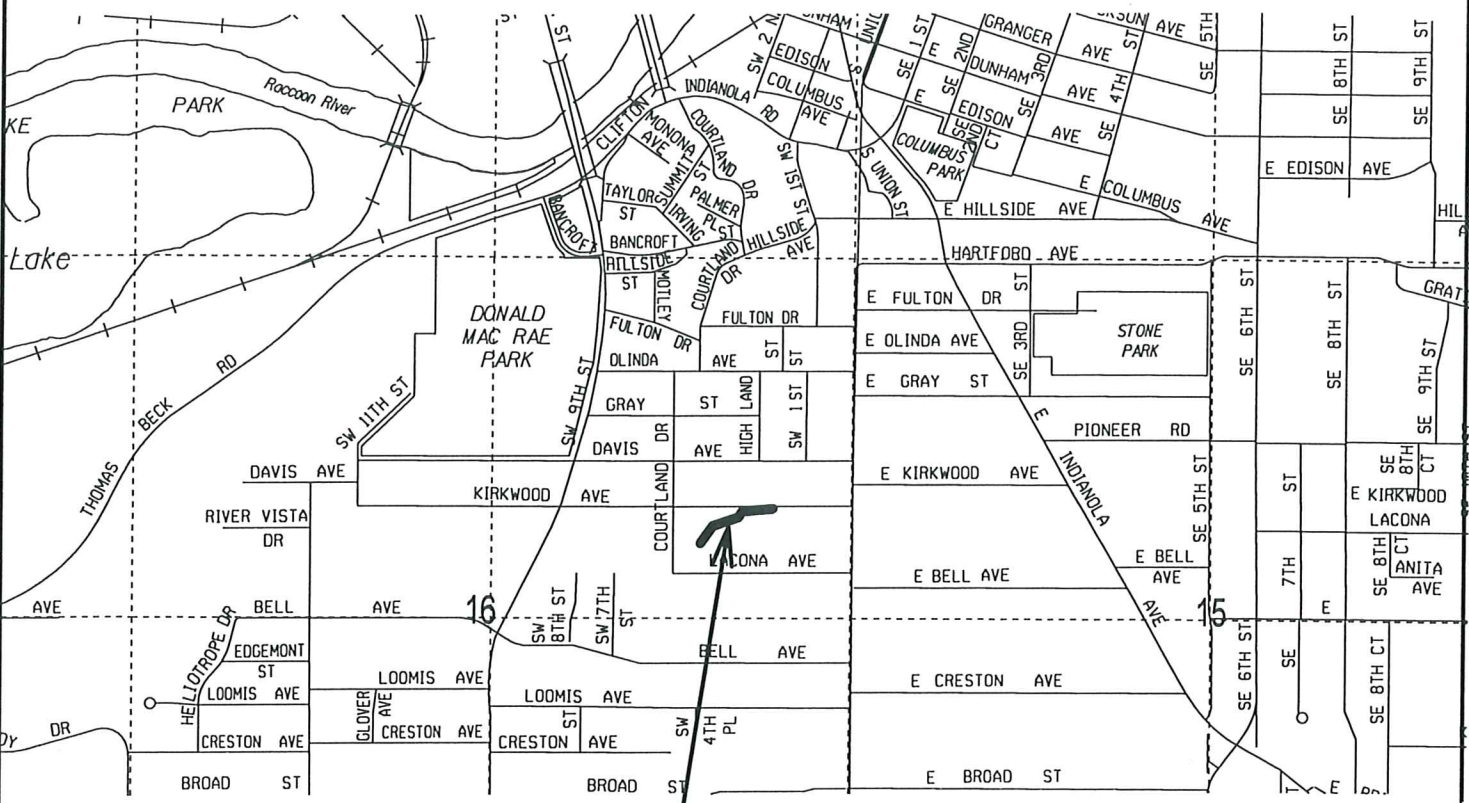 ST
DUNHAM
SW 2
UNION
SE 1 ST
2ND
GRANGER AVE
3RD
ST
AVE
SE 5TH
ST
SE 8TH
ST
SE 9TH
PARK
Raccoon River
ST
EDISON
COLUMBUS AVE
E DUNHAM AVE
SE 4TH
E EDISON AVE
SE 2ND CT
SE
INDIANOLA RD
CLIFTON
MONONA AVE
COURTLAND DR
SUMMIT ST
SW 1ST ST
S UNION ST
COLUMBUS PARK
E EDISON AVE
E COLUMBUS AVE
TAYLOR ST
IRVING ST
PALMER PL
E HILLSIDE AVE
BANCROFT
BANCROFT
HILLSIDE AVE
HILLSIDE ST
MOTLEY
COURTLAND DR
HARTFORD AVE
Lake
DONALD MAC RAE PARK
FULTON DR
FULTON DR
E FULTON DR
ST
SE 3RD
STONE PARK
SE 6TH ST
SE 8TH ST
OLINDA AVE
ST
ST
E OLINDA AVE
E GRAY ST
SE 9TH ST
THOMAS BECK RD
SW 11TH ST
SW 9TH ST
GRAY ST
HIGH LAND
SW 1 ST
DAVIS AVE
COURTLAND DR
E INDIANOLA AVE
PIONEER RD
DAVIS AVE
KIRKWOOD AVE
E KIRKWOOD AVE
SE 5TH ST
SE 7TH ST
SE 8TH CT
E KIRKWOOD
RIVER VISTA DR
LACONA AVE
LACONA
E BELL AVE
E BELL AVE
SE 8TH CT
ANITA AVE
AVE
BELL AVE
16
SW 8TH ST
SW 7TH ST
15
E
HELIOTROPE DR
EDGEMONT ST
BELL AVE
SE 6TH ST
SE 8TH CT
LOOMIS AVE
LOOMIS AVE
LOOMIS AVE
E CRESTON AVE
GLOVER AVE
DR
CRESTON AVE
CRESTON AVE
CRESTON AVE
ST
SW 4TH PL
BROAD ST
BROAD ST
E BROAD ST
E